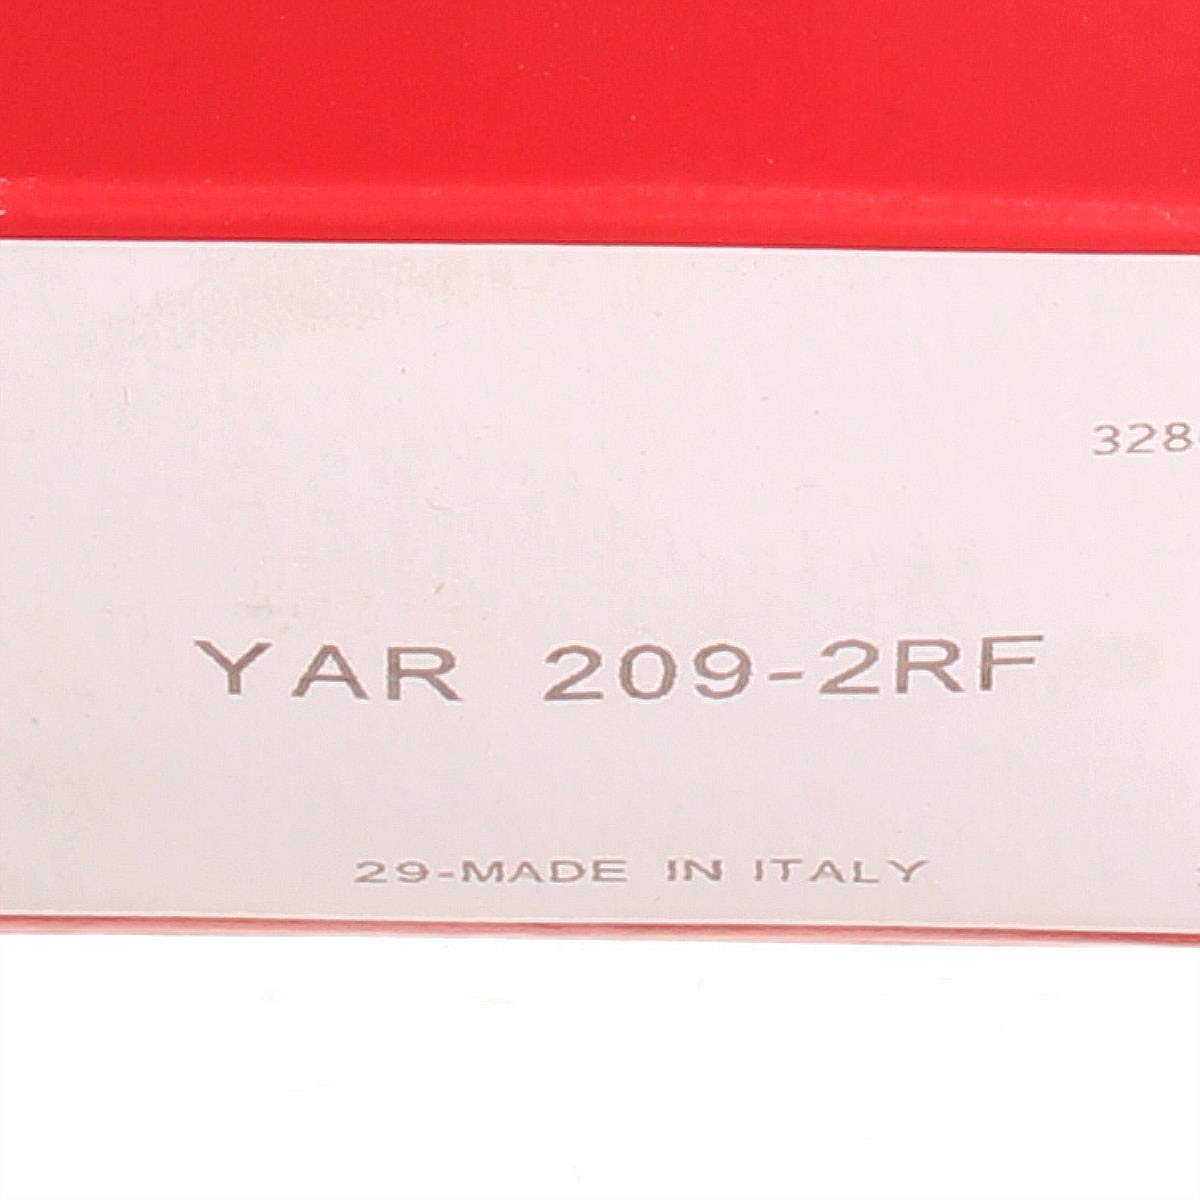 328
YAR 209-2RF
29-MADE IN ITALY